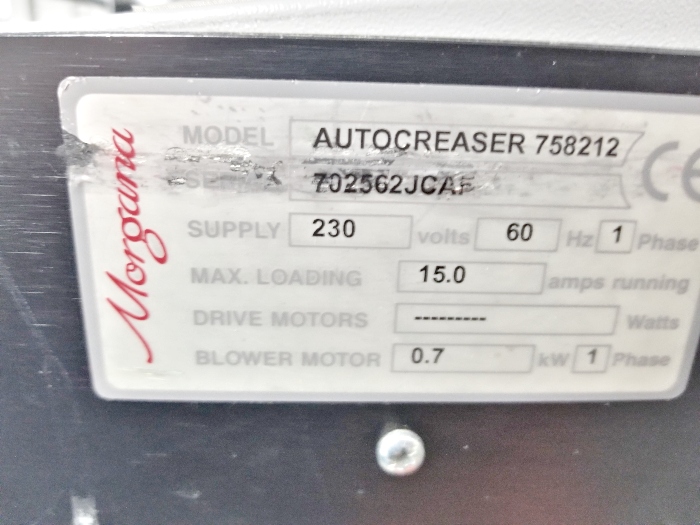 Morgana
MODEL AUTOCREASER 758212
702562JCAF
SUPPLY 230 volts 60 Hz 1 Phase
MAX. LOADING 15.0 amps running
DRIVE MOTORS --------- Watts
BLOWER MOTOR 0.7 kW 1 Phase
CE